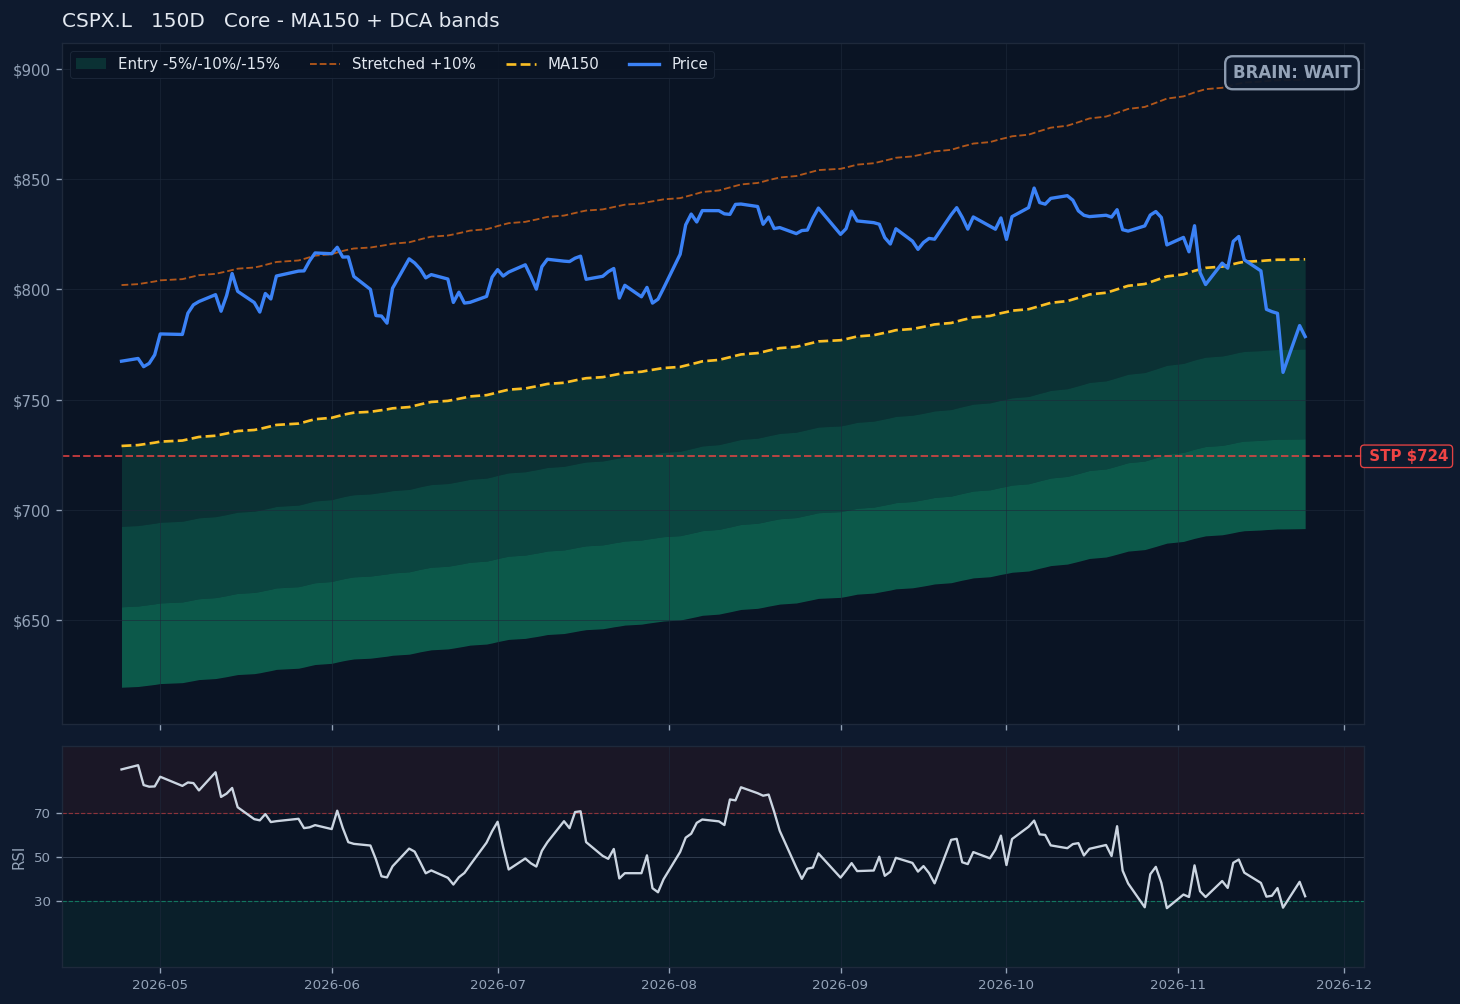 CSPX.L 150D Core - MA150 + DCA bands
Entry -5%/-10%/-15% Stretched +10% MA150 Price
BRAIN: WAIT
$900
$850
$800
$750
$700
$650
STP $724
RSI
70
50
30
2026-05 2026-06 2026-07 2026-08 2026-09 2026-10 2026-11 2026-12